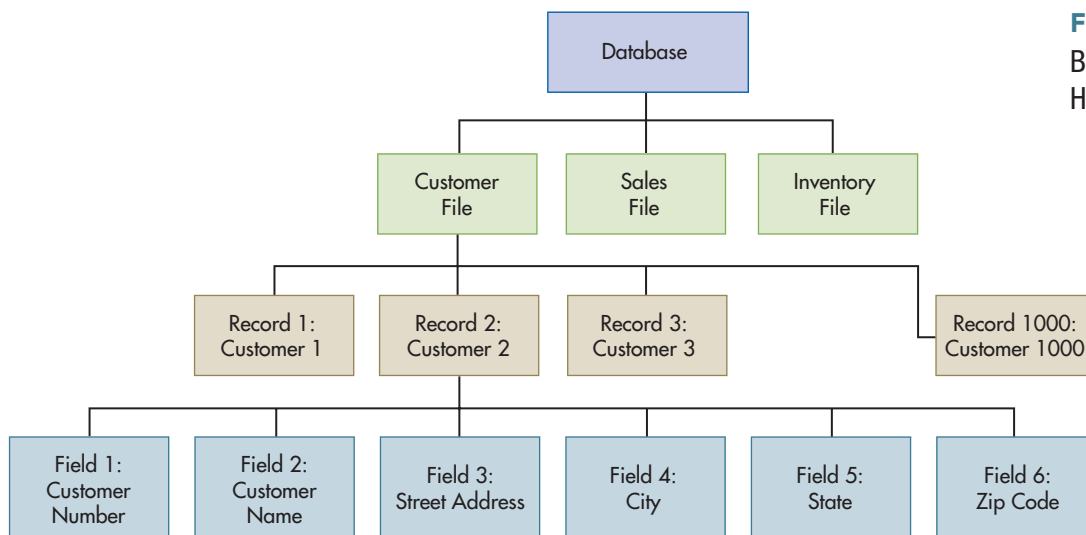 Database
Customer
File
Sales
File
Inventory
File
Record 1:
Customer 1
Record 2:
Customer 2
Record 3:
Customer 3
Record 1000:
Customer 1000
Field 1:
Customer
Number
Field 2:
Customer
Name
Field 3:
Street Address
Field 4:
City
Field 5:
State
Field 6:
Zip Code